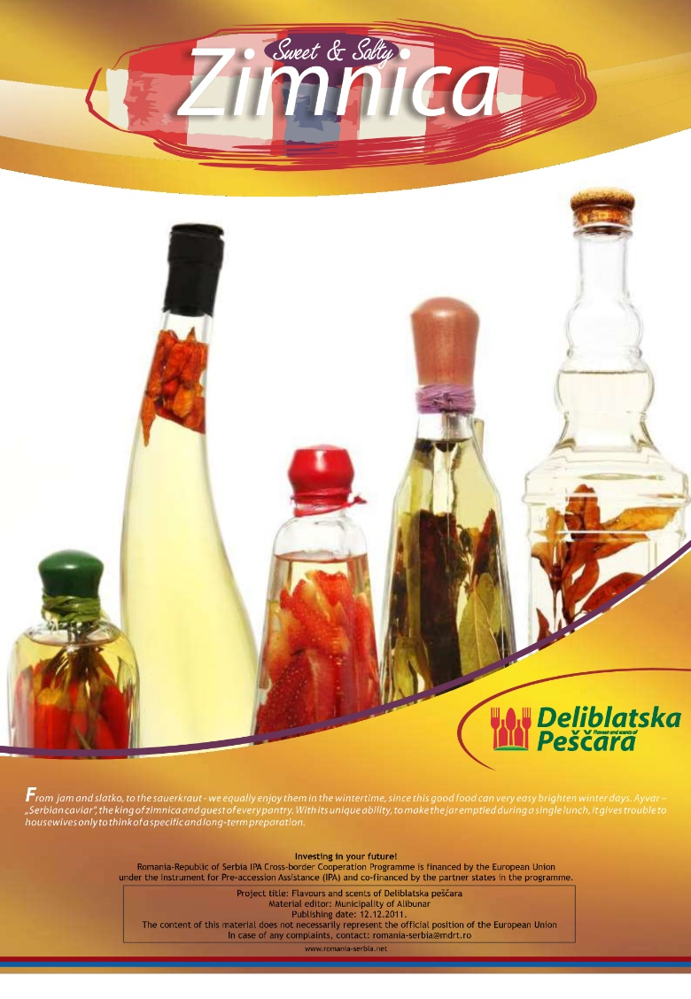 Sweet & Salty
Zimnica
Deliblatska
Flavours and scents of
Peščara
From jam and slatko, to the sauerkraut - we equally enjoy them in the wintertime, since this good food can very easy brighten winter days. Ayvar –
„Serbian caviar“, the king of zimnica and guest of every pantry. With its unique ability, to make the jar emptied during a single lunch, it gives trouble to
housewives only to think of a specific and long-term preparation.
Investing in your future!
Romania-Republic of Serbia IPA Cross-border Cooperation Programme is financed by the European Union
under the Instrument for Pre-accession Assistance (IPA) and co-financed by the partner states in the programme.
Project title: Flavours and scents of Deliblatska peščara
Material editor: Municipality of Alibunar
Publishing date: 12.12.2011.
The content of this material does not necessarily represent the official position of the European Union
In case of any complaints, contact: romania-serbia@mdrt.ro
www.romania-serbia.net